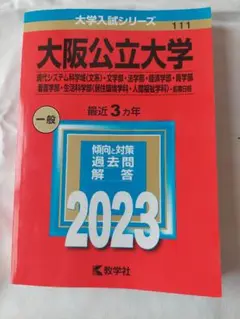 大学入試シリーズ
111
大阪公立大学
現代システム科学域〈文系〉・文学部・法学部・経済学部・商学部
看護学部・生活科学部〈居住環境学科・人間福祉学科〉-前期日程
一般
最近3カ年
傾向と対策
過去問
解答
2023
教学社